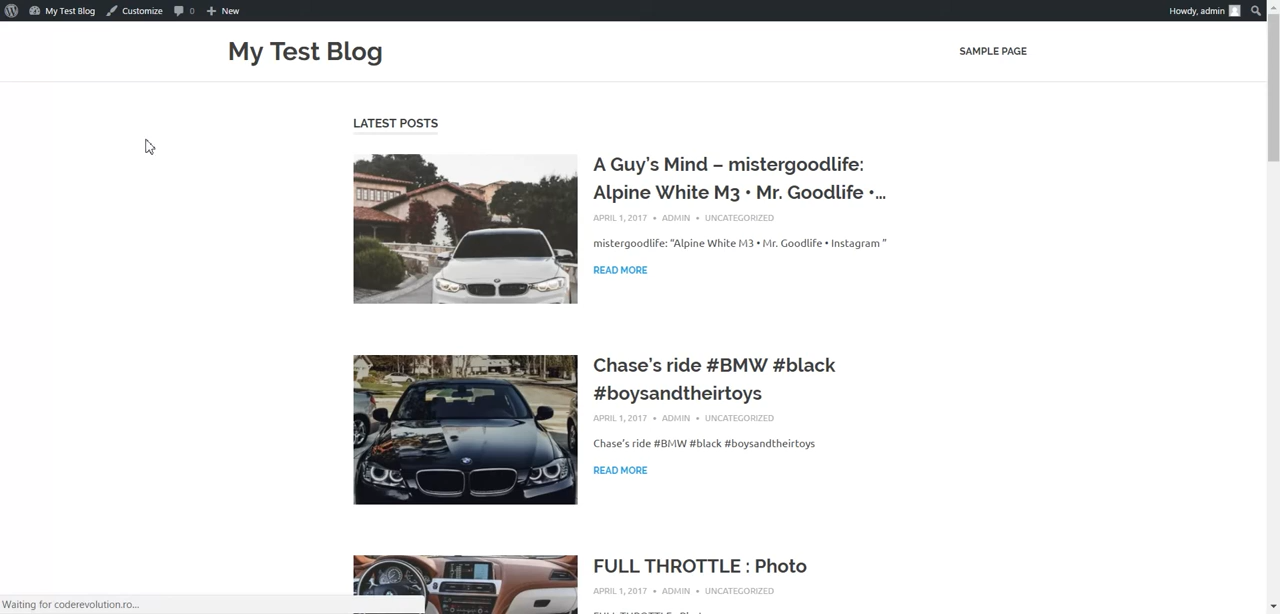 My Test Blog Customize 0 New Howdy, admin
My Test Blog
SAMPLE PAGE
LATEST POSTS
A Guy’s Mind – mistergoodlife:
Alpine White M3 • Mr. Goodlife •...
APRIL 1, 2017 • ADMIN • UNCATEGORIZED
mistergoodlife: “Alpine White M3 • Mr. Goodlife • Instagram ”
READ MORE
Chase’s ride #BMW #black
#boysandtheirtoys
APRIL 1, 2017 • ADMIN • UNCATEGORIZED
Chase’s ride #BMW #black #boysandtheirtoys
READ MORE
FULL THROTTLE : Photo
APRIL 1, 2017 • ADMIN • UNCATEGORIZED
Waiting for coderevolution.ro...